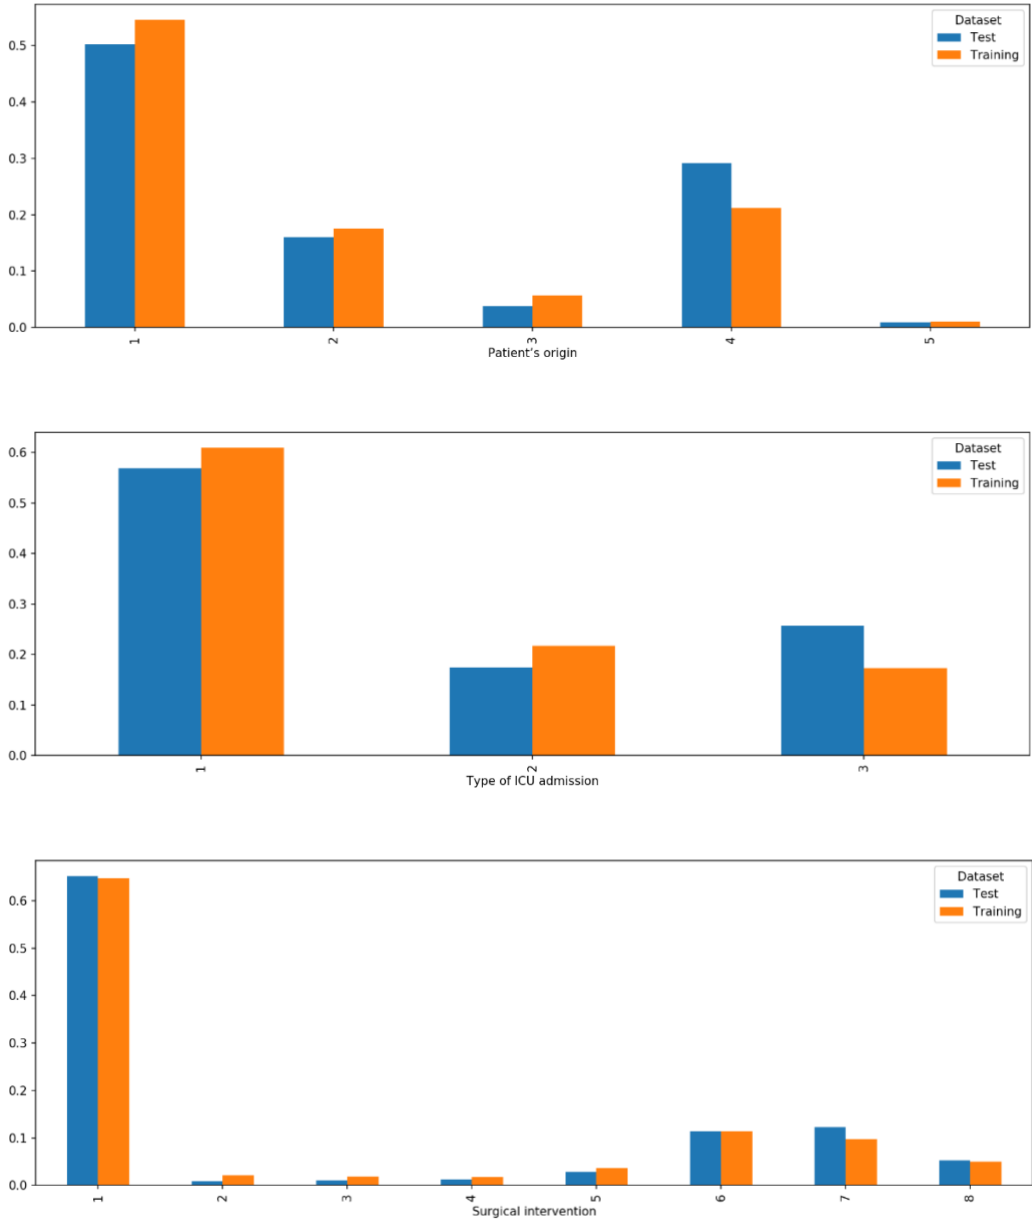 Dataset
Test
Training
0.5
0.4
0.3
0.2
0.1
0.0
1 2 3 4 5
Patient's origin
Dataset
Test
Training
0.6
0.5
0.4
0.3
0.2
0.1
0.0
1 2 3
Type of ICU admission
Dataset
Test
Training
0.6
0.5
0.4
0.3
0.2
0.1
0.0
1 2 3 4 5 6 7 8
Surgical intervention